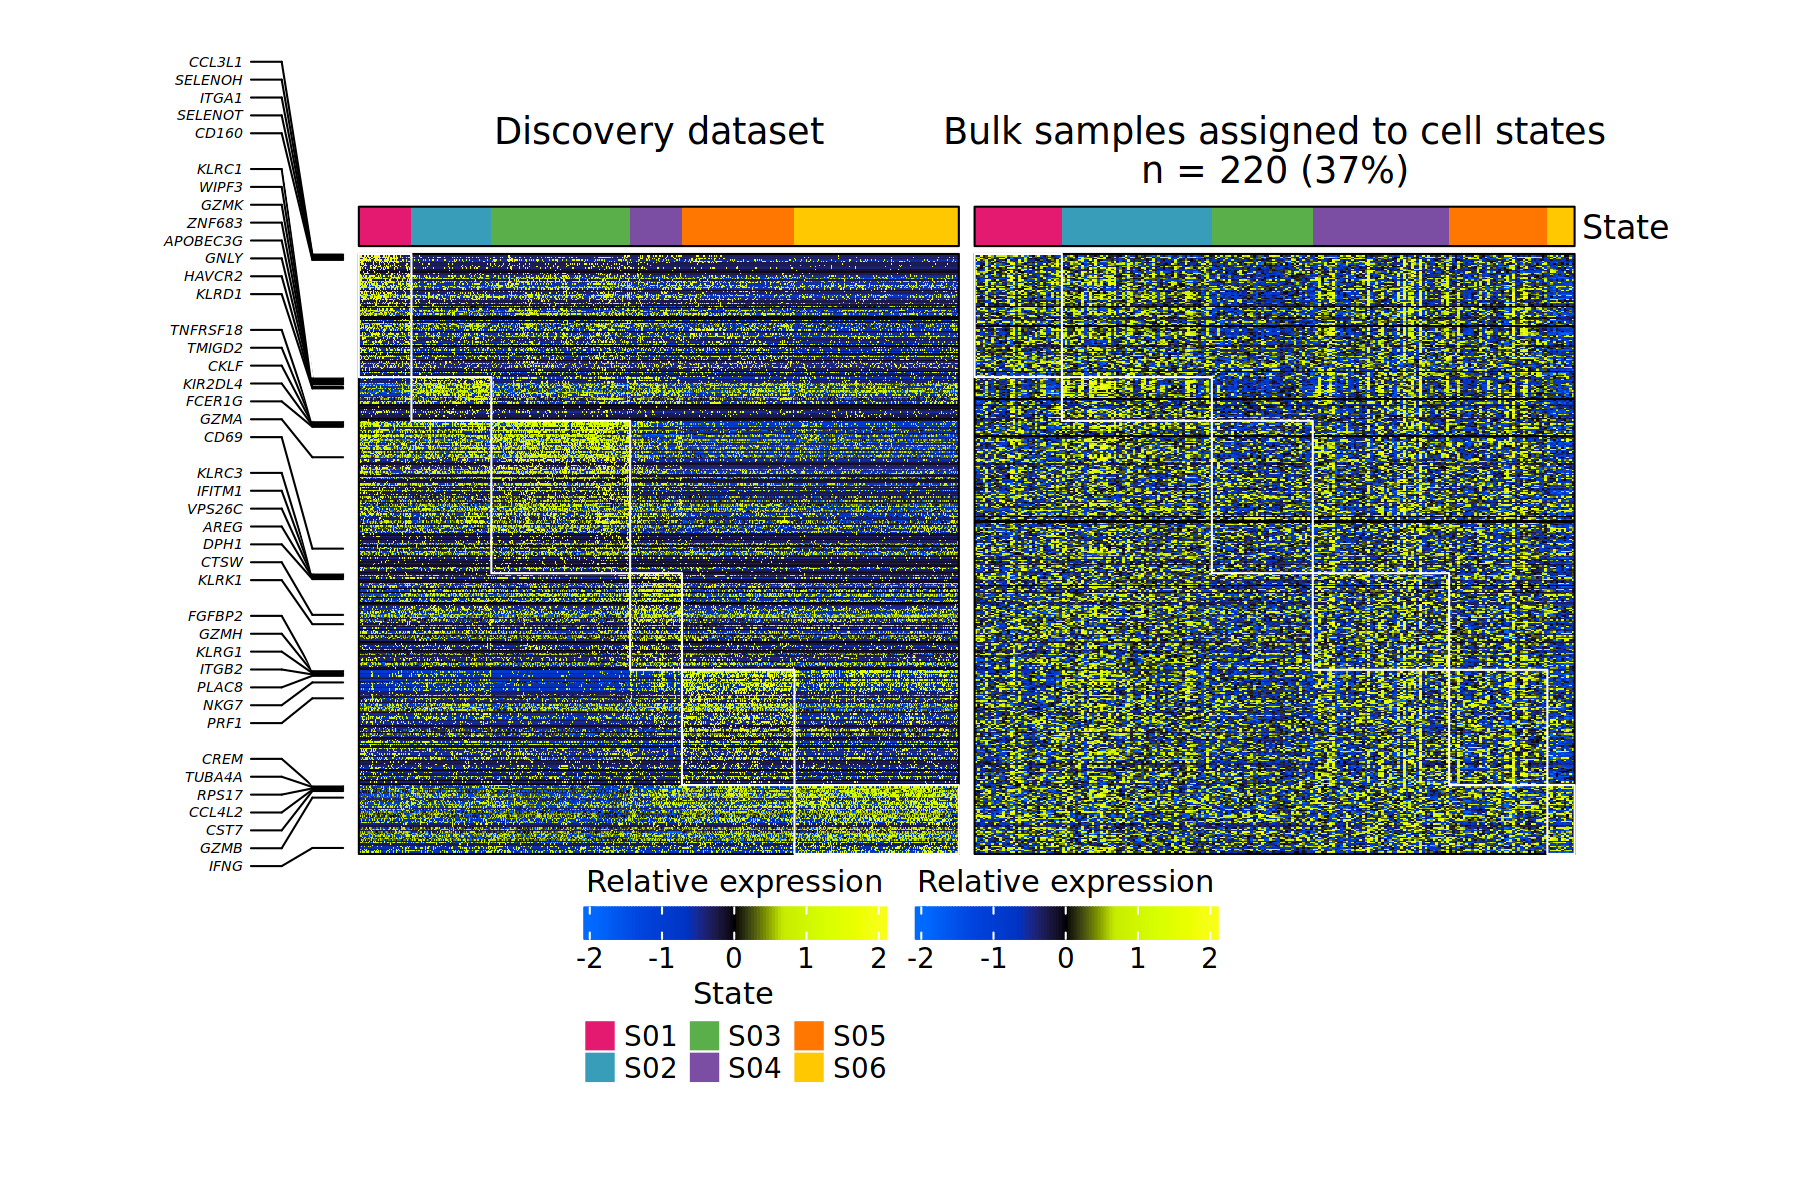 CCL3L1
SELENOH
ITGA1
SELENOT
CD160
KLRC1
WIPF3
GZMK
ZNF683
APOBEC3G
GNLY
HAVCR2
KLRD1
TNFRSF18
TMIGD2
CKLF
KIR2DL4
FCER1G
GZMA
CD69
KLRC3
IFITM1
VPS26C
AREG
DPH1
CTSW
KLRK1
FGFBP2
GZMH
KLRG1
ITGB2
PLAC8
NKG7
PRF1
CREM
TUBA4A
RPS17
CCL4L2
CST7
GZMB
IFNG
Discovery dataset
Bulk samples assigned to cell states
n = 220 (37%)
State
Relative expression
-2 -1 0 1 2
Relative expression
-2 -1 0 1 2
State
S01 S03 S05
S02 S04 S06